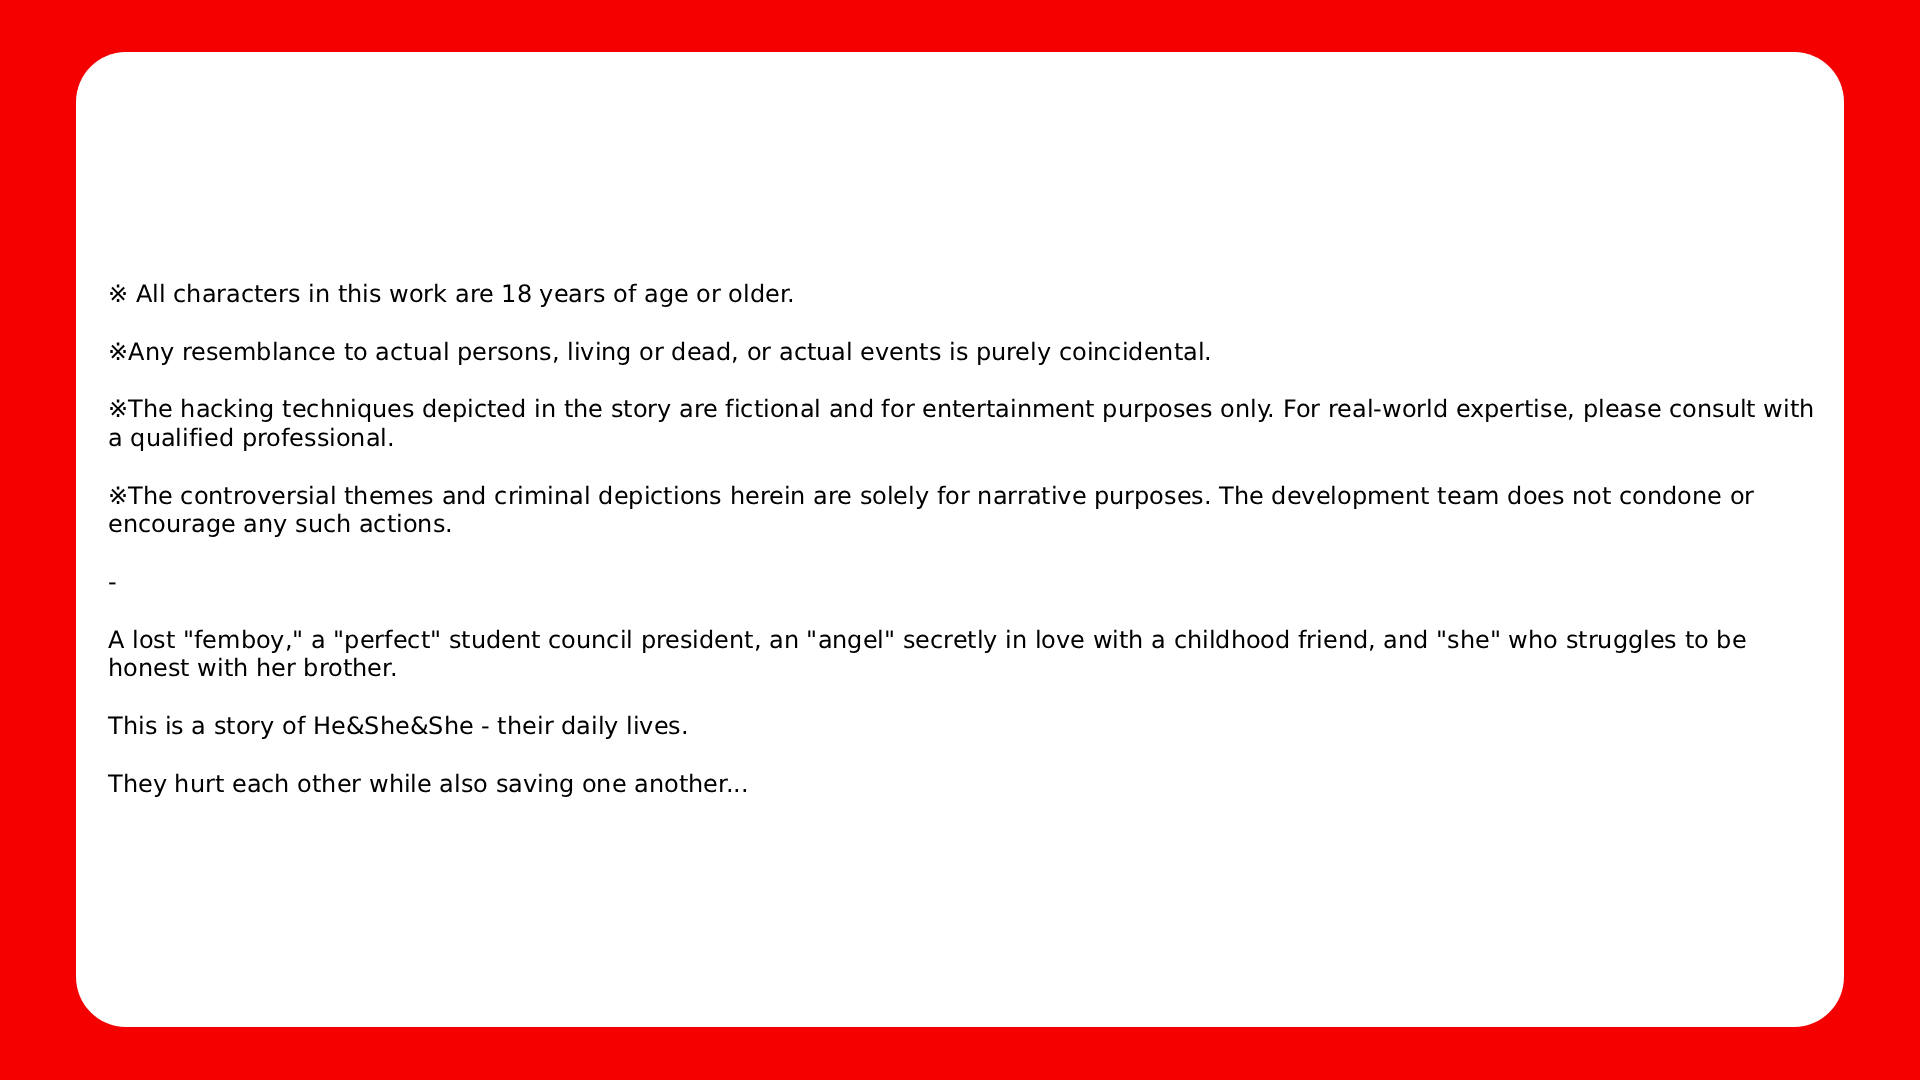 ※ All characters in this work are 18 years of age or older.
※Any resemblance to actual persons, living or dead, or actual events is purely coincidental.
※The hacking techniques depicted in the story are fictional and for entertainment purposes only. For real-world expertise, please consult with
a qualified professional.
※The controversial themes and criminal depictions herein are solely for narrative purposes. The development team does not condone or
encourage any such actions.
-
A lost "femboy," a "perfect" student council president, an "angel" secretly in love with a childhood friend, and "she" who struggles to be
honest with her brother.
This is a story of He&She&She - their daily lives.
They hurt each other while also saving one another...